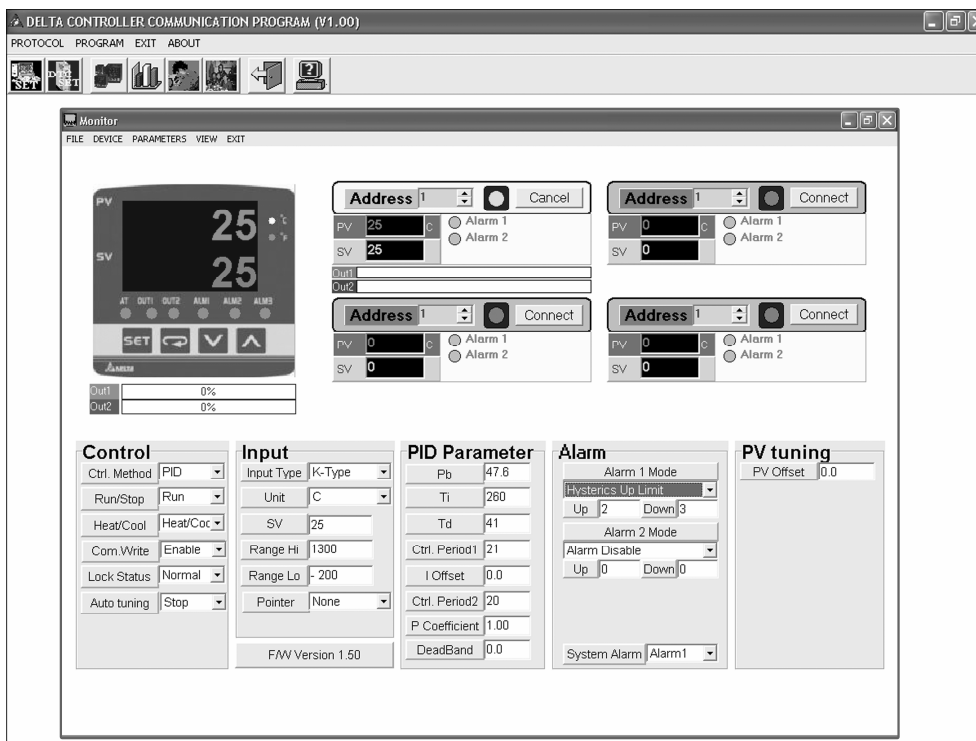 DELTA CONTROLLER COMMUNICATION PROGRAM (V1.00)
PROTOCOL PROGRAM EXIT ABOUT
SET DTC SET
Monitor
FILE DEVICE PARAMETERS VIEW EXIT
PV 25 °C °F
SV 25
AT OUT1 OUT2 ALM1 ALM2 ALM3
SET
DELTA
Out1 0%
Out2 0%
Address 1 Cancel
PV 25 C Alarm 1
Alarm 2
SV 25
Out1
Out2
Address 1 Connect
PV 0 C Alarm 1
Alarm 2
SV 0
Address 1 Connect
PV 0 C Alarm 1
Alarm 2
SV 0
Address 1 Connect
PV 0 C Alarm 1
Alarm 2
SV 0
Control
Ctrl. Method PID
Run/Stop Run
Heat/Cool Heat/Coc
Com.Write Enable
Lock Status Normal
Auto tuning Stop
Input
Input Type K-Type
Unit C
SV 25
Range Hi 1300
Range Lo - 200
Pointer None
F/W Version 1.50
PID Parameter
Pb 47.6
Ti 260
Td 41
Ctrl. Period1 21
I Offset 0.0
Ctrl. Period2 20
P Coefficient 1.00
DeadBand 0.0
Alarm
Alarm 1 Mode
Hysterics Up Limit
Up 2 Down 3
Alarm 2 Mode
Alarm Disable
Up 0 Down 0
System Alarm Alarm1
PV tuning
PV Offset 0.0